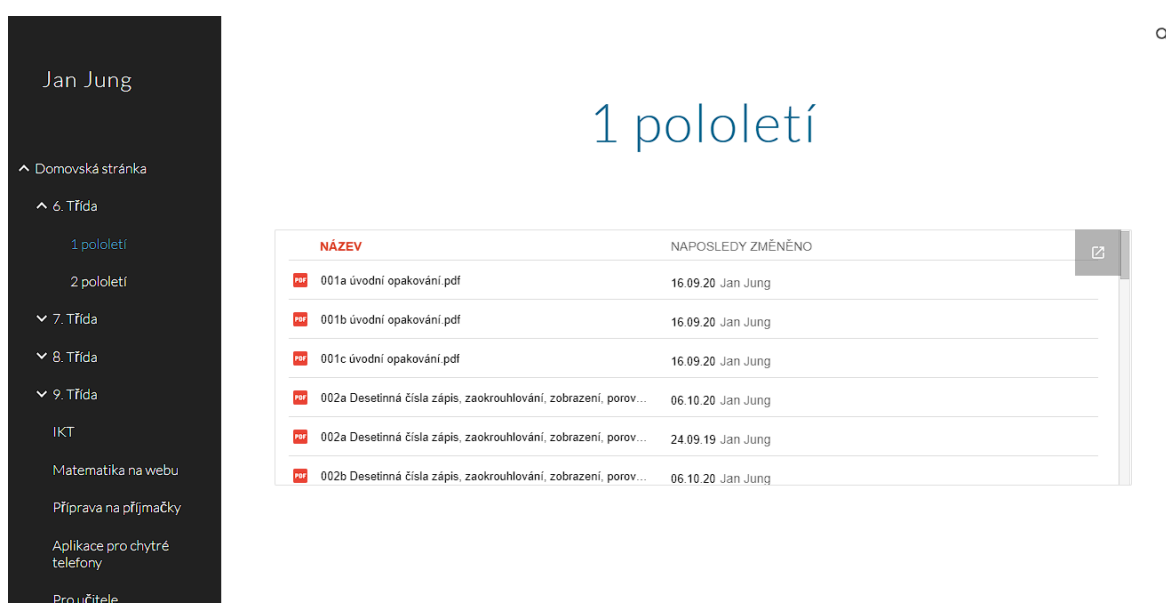 Jan Jung
Domovská stránka
6. Třída
1 pololetí
2 pololetí
7. Třída
8. Třída
9. Třída
IKT
Matematika na webu
Příprava na příjmačky
Aplikace pro chytré
telefony
Pro učitele
1 pololetí
NÁZEV NAPOSLEDY ZMĚNĚNO
PDF 001a úvodní opakování.pdf 16.09.20 Jan Jung
PDF 001b úvodní opakování.pdf 16.09.20 Jan Jung
PDF 001c úvodní opakování.pdf 16.09.20 Jan Jung
PDF 002a Desetinná čísla zápis, zaokrouhlování, zobrazení, porov... 06.10.20 Jan Jung
PDF 002a Desetinná čísla zápis, zaokrouhlování, zobrazení, porov... 24.09.19 Jan Jung
PDF 002b Desetinná čísla zápis, zaokrouhlování, zobrazení, porov... 06.10.20 Jan Jung